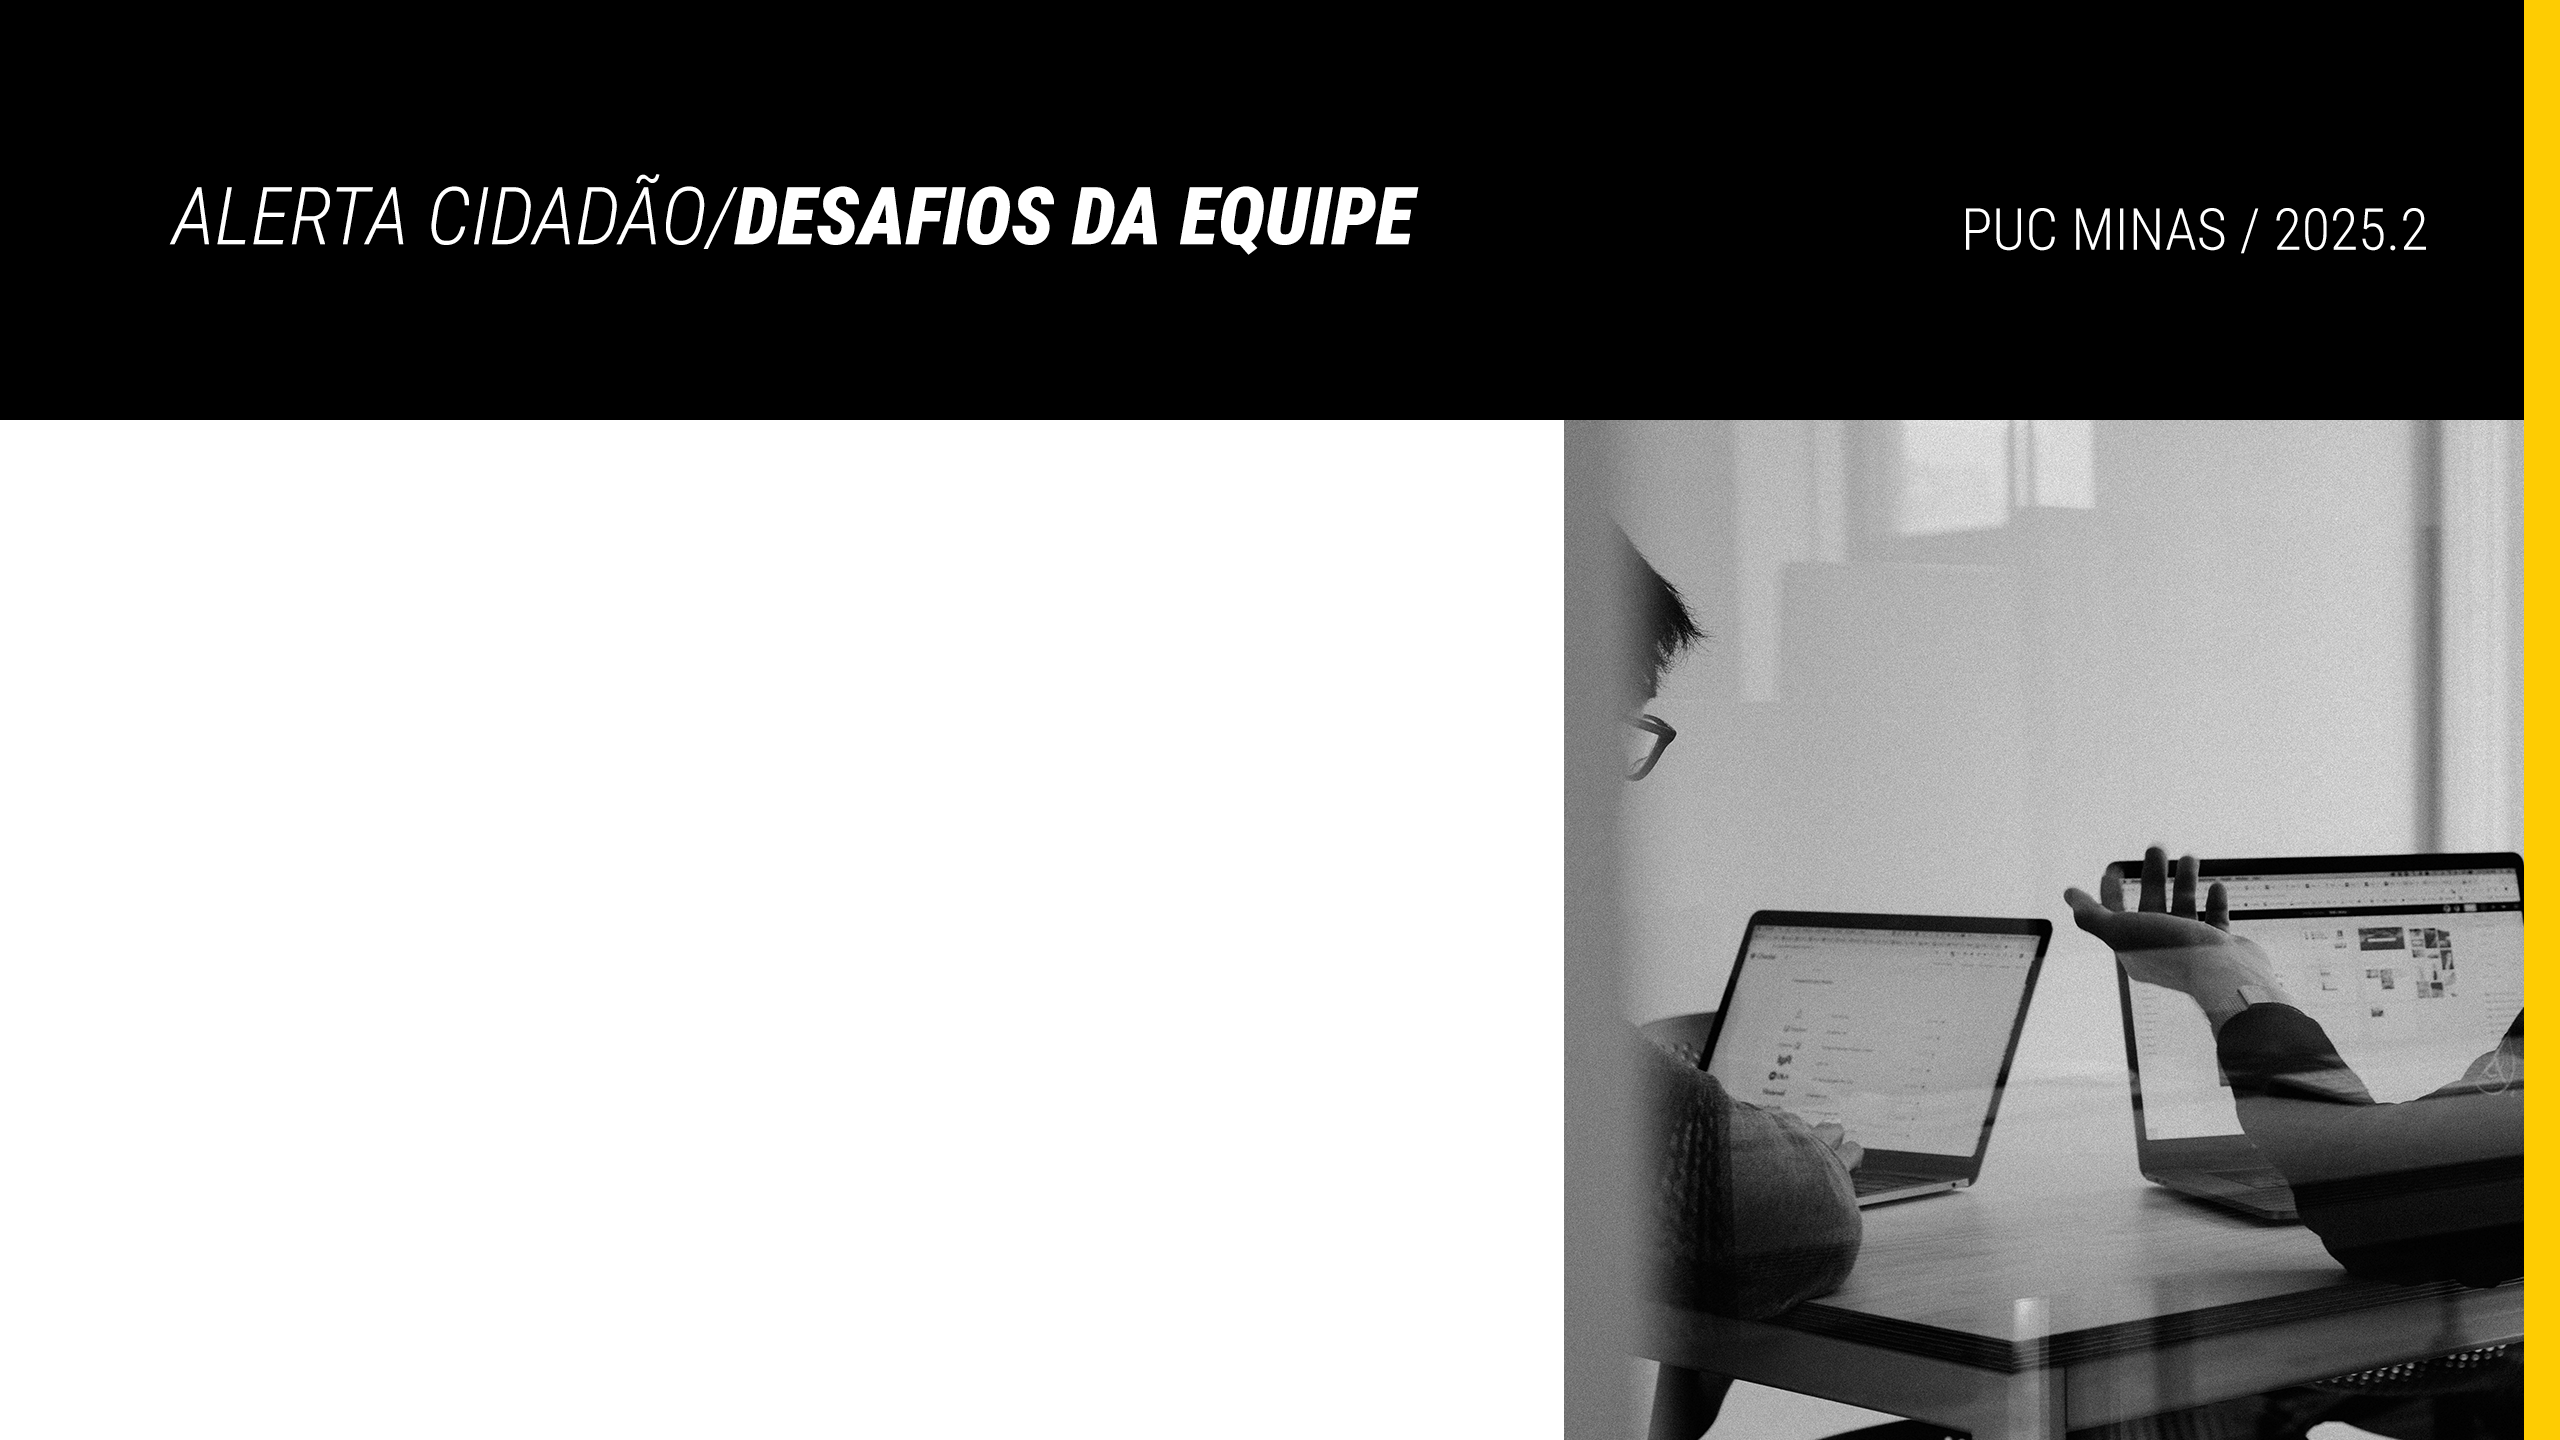 ALERTA CIDADÃO/DESAFIOS DA EQUIPE
PUC MINAS / 2025.2